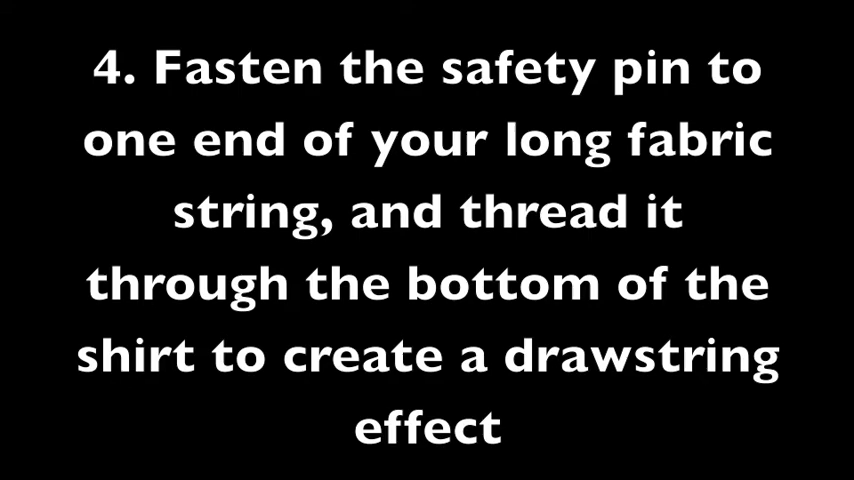 4. Fasten the safety pin to
one end of your long fabric
string, and thread it
through the bottom of the
shirt to create a drawstring
effect